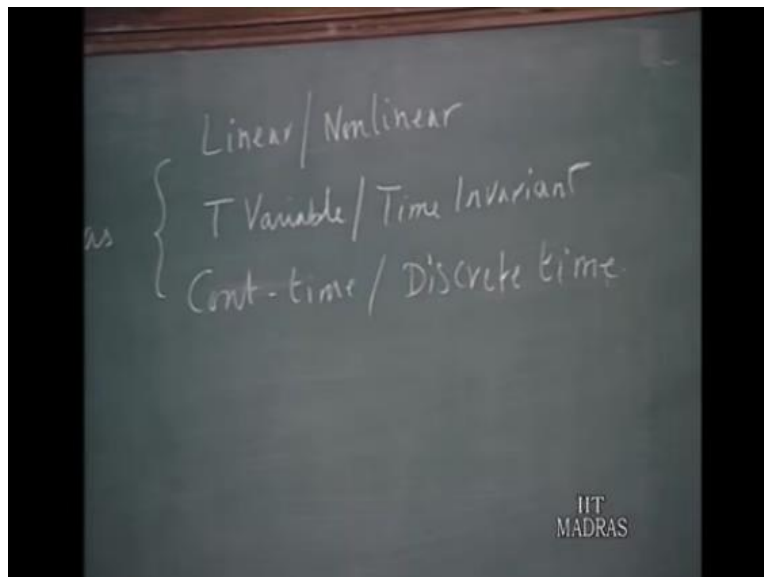 Linear / Nonlinear
as { T Variable / Time Invariant
Cont-time / Discrete time
IIT
MADRAS